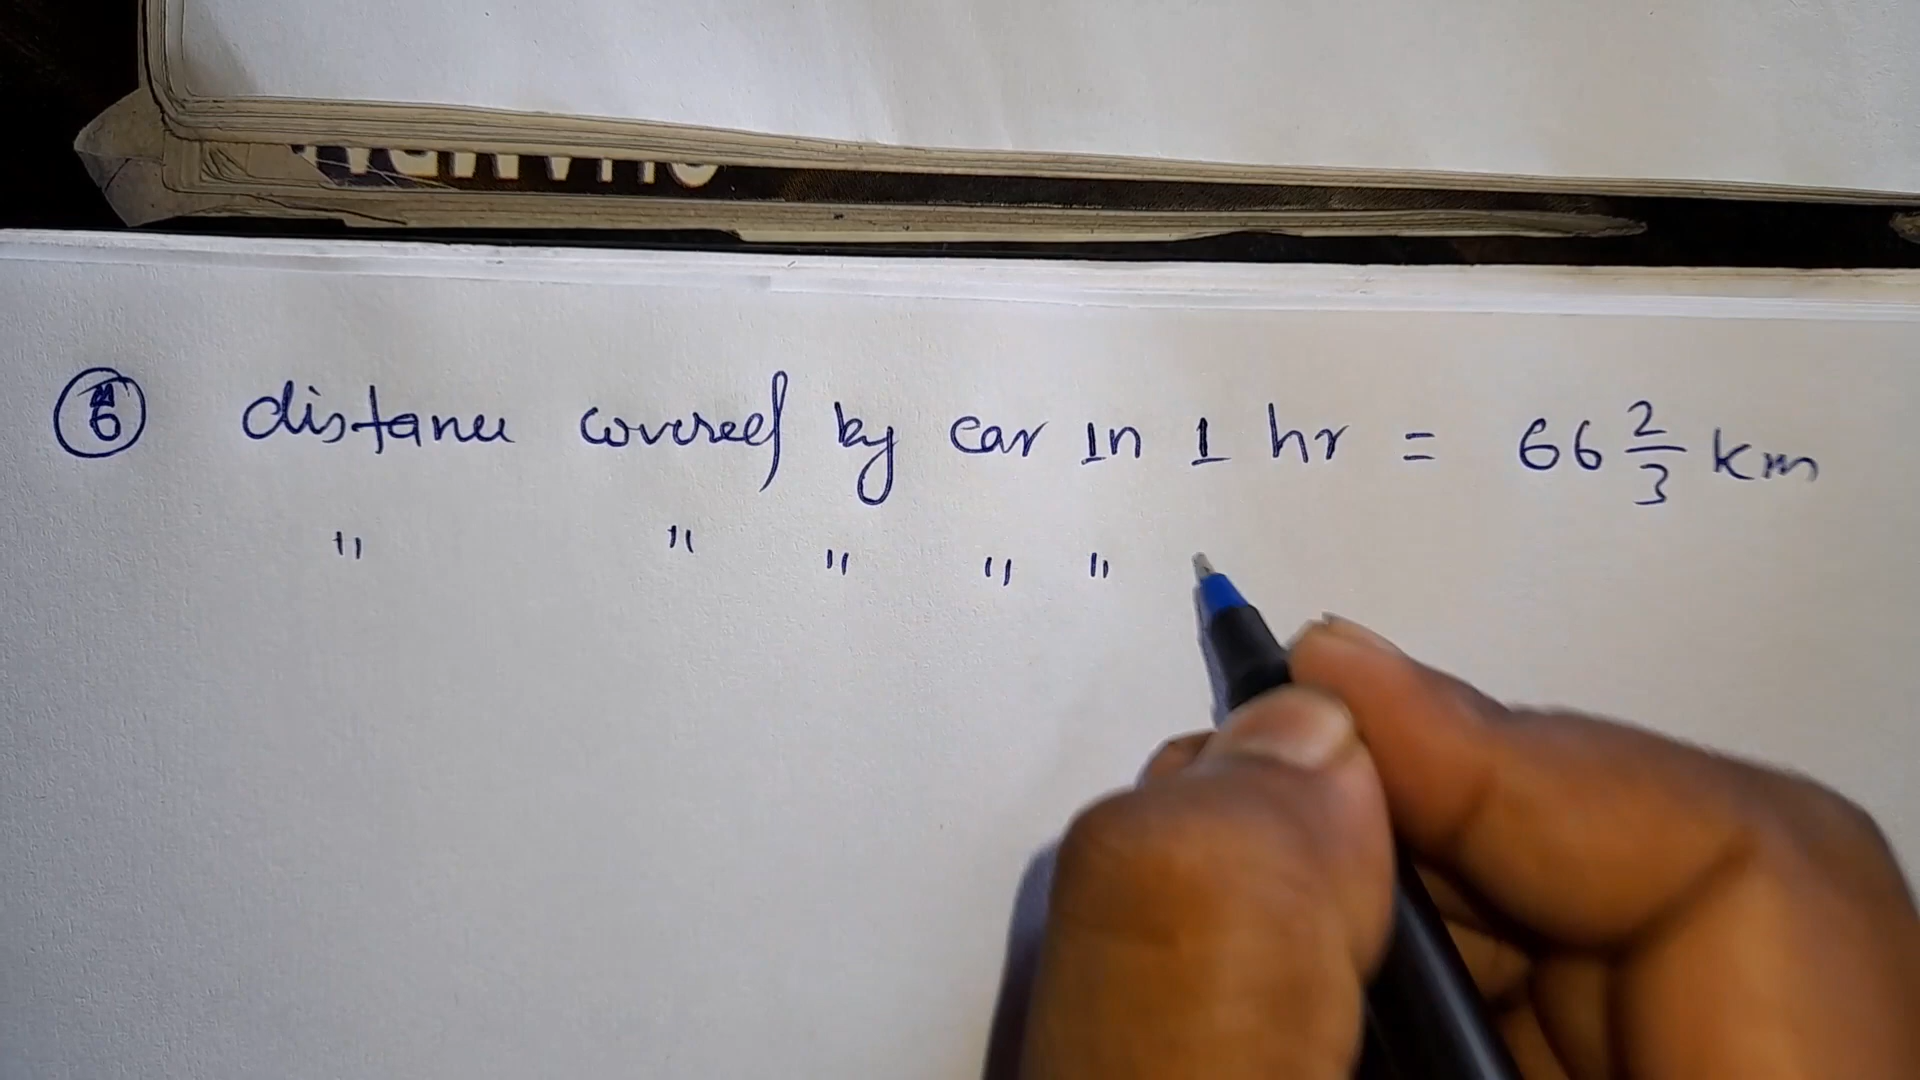 6 distance covered by car in 1 hr = 66 2/3 km
" " " " "